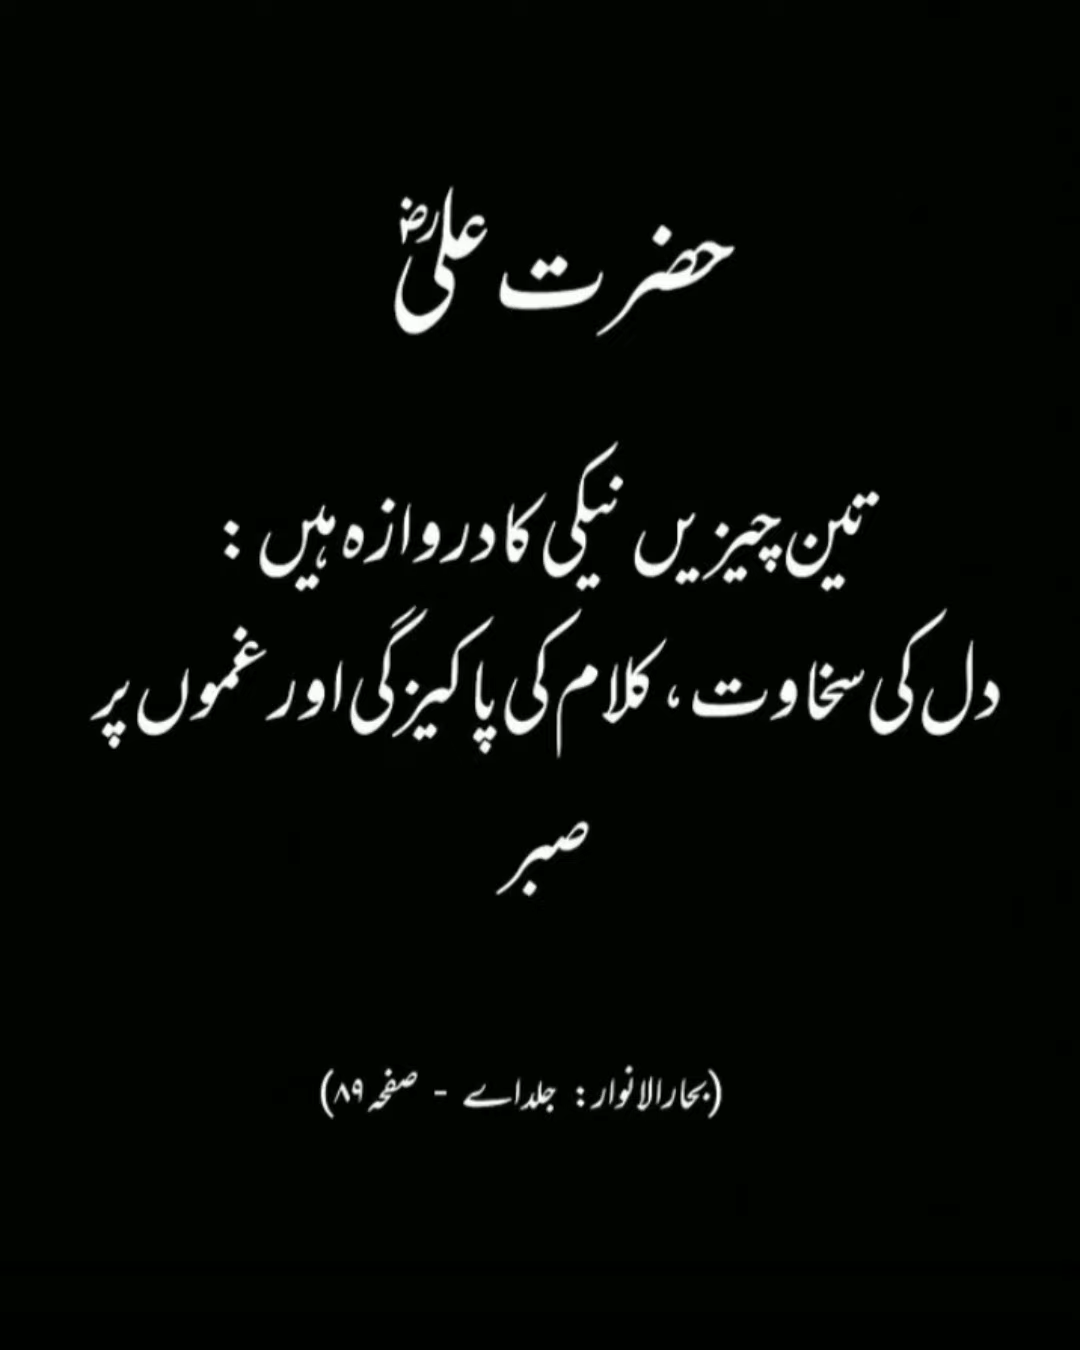 حضرت علیؓ
تین چیزیں نیکی کا دروازہ ہیں :
دل کی سخاوت ، کلام کی پاکیزگی اور غموں پر
صبر
(بحارالانوار: جلد اے - صفحہ ۸۹)